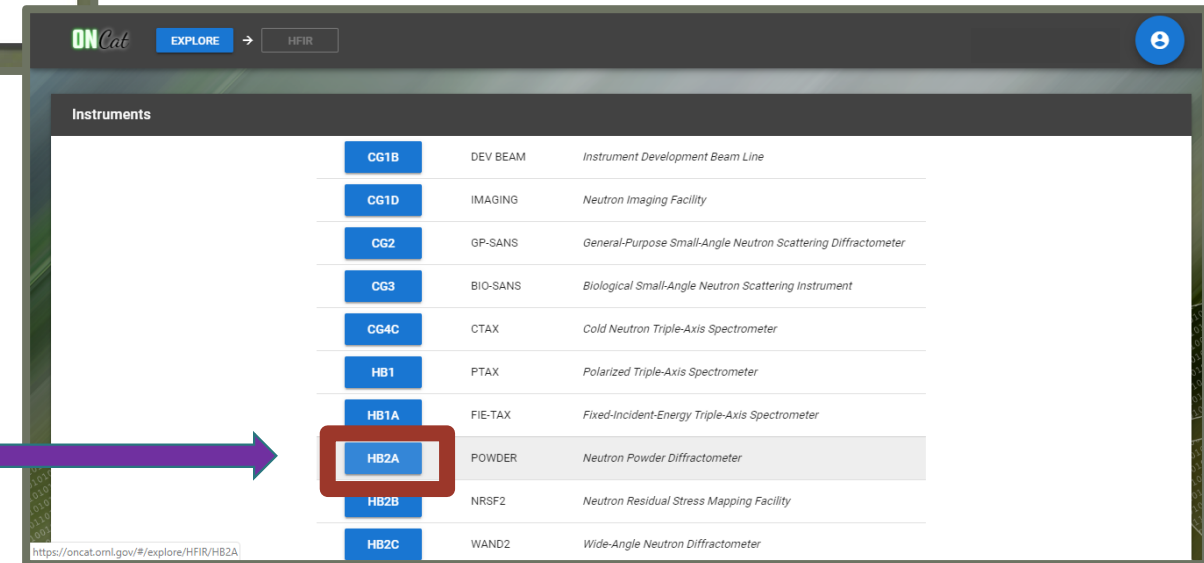 ONCat EXPLORE → HFIR
Instruments
CG1B DEV BEAM Instrument Development Beam Line
CG1D IMAGING Neutron Imaging Facility
CG2 GP-SANS General-Purpose Small-Angle Neutron Scattering Diffractometer
CG3 BIO-SANS Biological Small-Angle Neutron Scattering Instrument
CG4C CTAX Cold Neutron Triple-Axis Spectrometer
HB1 PTAX Polarized Triple-Axis Spectrometer
HB1A FIE-TAX Fixed-Incident-Energy Triple-Axis Spectrometer
HB2A POWDER Neutron Powder Diffractometer
HB2B NRSF2 Neutron Residual Stress Mapping Facility
HB2C WAND2 Wide-Angle Neutron Diffractometer
https://oncat.ornl.gov/#/explore/HFIR/HB2A